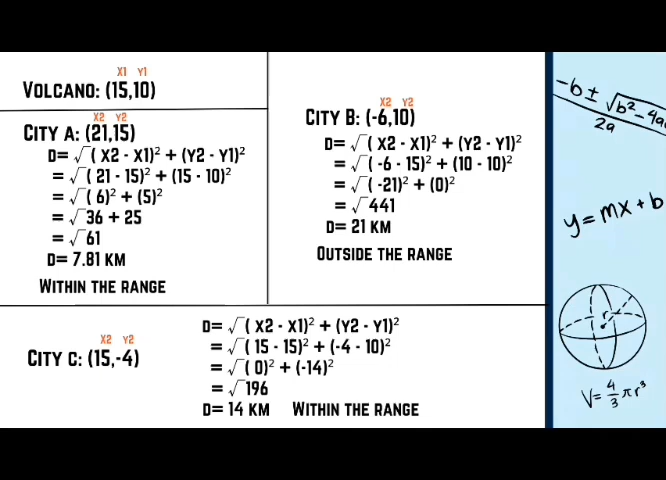 X1 Y1
VOLCANO: (15,10)
X2 Y2
CITY A: (21,15)
D= √( X2 - X1)² + (Y2 - Y1)²
= √( 21 - 15)² + (15 - 10)²
= √( 6)² + (5)²
= √36 + 25
= √61
D= 7.81 KM
WITHIN THE RANGE
X2 Y2
CITY B: (-6,10)
D= √( X2 - X1)² + (Y2 - Y1)²
= √( -6 - 15)² + (10 - 10)²
= √( -21)² + (0)²
= √441
D= 21 KM
OUTSIDE THE RANGE
X2 Y2
CITY C: (15,-4)
D= √( X2 - X1)² + (Y2 - Y1)²
= √( 15 - 15)² + (-4 - 10)²
= √( 0)² + (-14)²
= √196
D= 14 KM WITHIN THE RANGE
-b ± √b² - 4a
2a
y = mx + b
r
V= 4/3 πr³